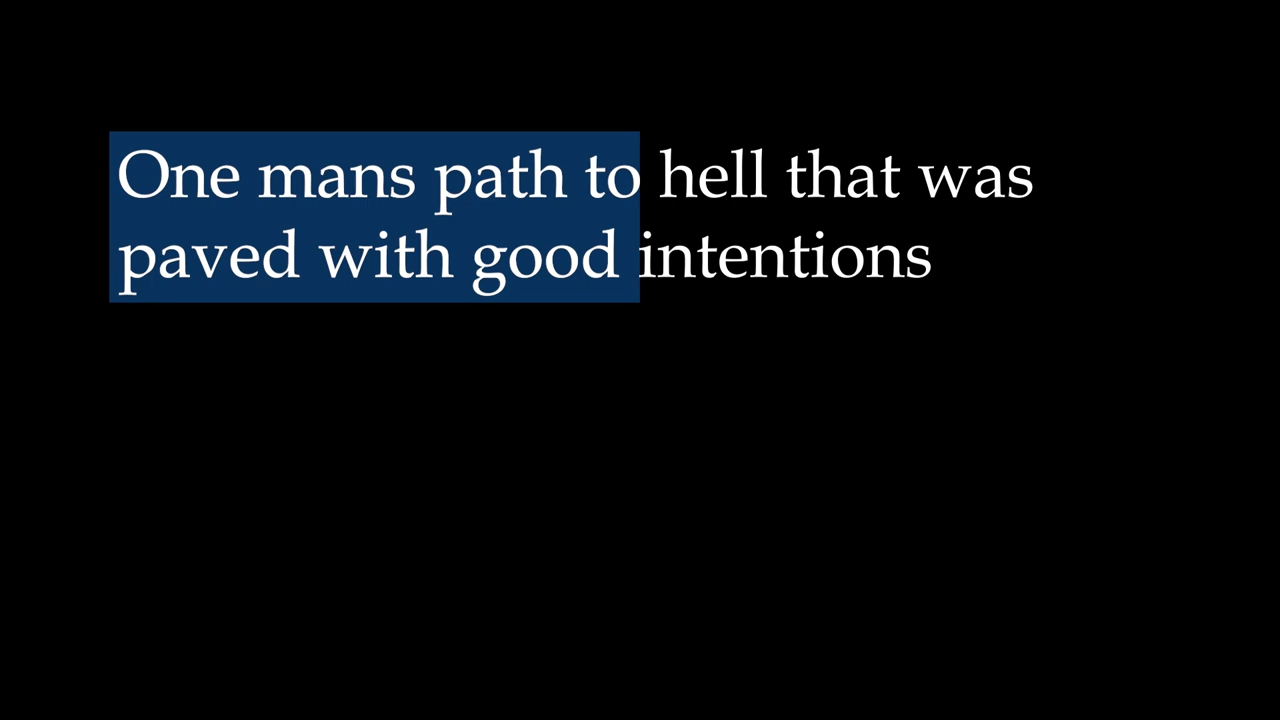 One mans path to hell that was
paved with good intentions